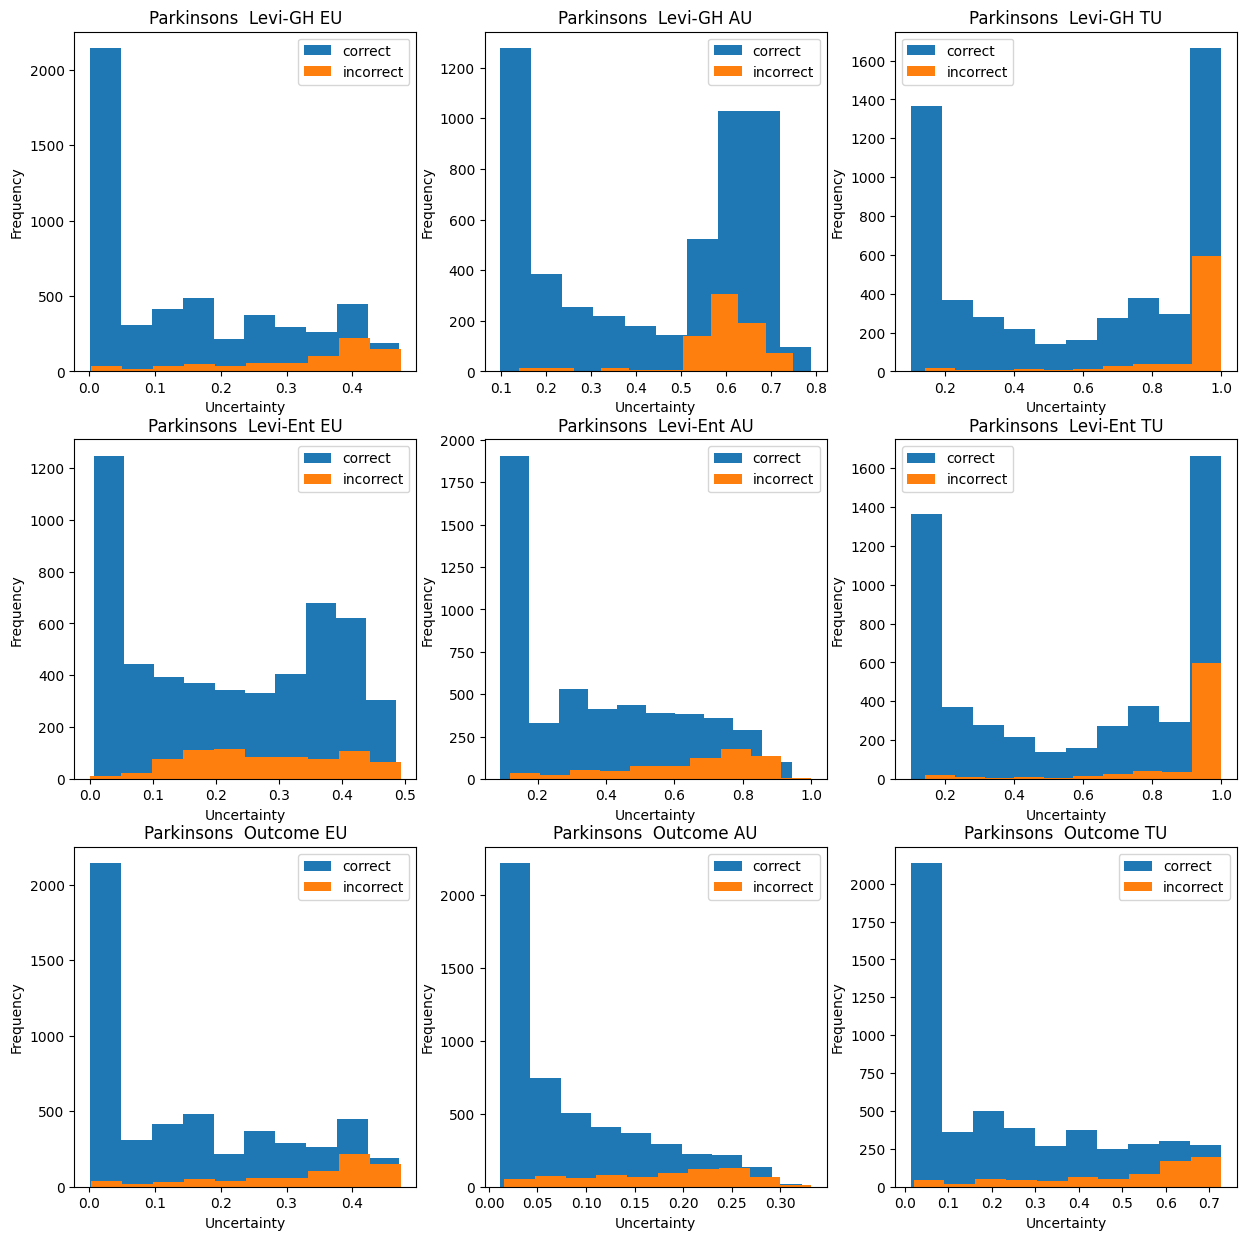 Parkinsons  Levi-GH EU
correct
incorrect
2000
1500
1000
500
0
Frequency
0.0 0.1 0.2 0.3 0.4
Uncertainty
Parkinsons  Levi-GH AU
correct
incorrect
1200
1000
800
600
400
200
0
Frequency
0.1 0.2 0.3 0.4 0.5 0.6 0.7 0.8
Uncertainty
Parkinsons  Levi-GH TU
correct
incorrect
1600
1400
1200
1000
800
600
400
200
0
Frequency
0.2 0.4 0.6 0.8 1.0
Uncertainty
Parkinsons  Levi-Ent EU
correct
incorrect
1200
1000
800
600
400
200
0
Frequency
0.0 0.1 0.2 0.3 0.4 0.5
Uncertainty
Parkinsons  Levi-Ent AU
correct
incorrect
2000
1750
1500
1250
1000
750
500
250
0
Frequency
0.2 0.4 0.6 0.8 1.0
Uncertainty
Parkinsons  Levi-Ent TU
correct
incorrect
1600
1400
1200
1000
800
600
400
200
0
Frequency
0.2 0.4 0.6 0.8 1.0
Uncertainty
Parkinsons  Outcome EU
correct
incorrect
2000
1500
1000
500
0
Frequency
0.0 0.1 0.2 0.3 0.4
Uncertainty
Parkinsons  Outcome AU
correct
incorrect
2000
1500
1000
500
0
Frequency
0.00 0.05 0.10 0.15 0.20 0.25 0.30
Uncertainty
Parkinsons  Outcome TU
correct
incorrect
2000
1750
1500
1250
1000
750
500
250
0
Frequency
0.0 0.1 0.2 0.3 0.4 0.5 0.6 0.7
Uncertainty